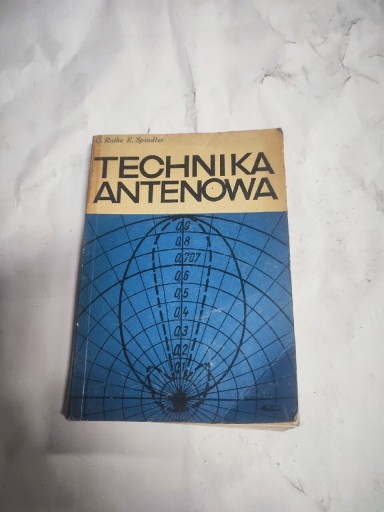 G. Rothe E. Spindler
TECHNIKA
ANTENOWA
0,9
0,8
0,707
0,6
0,5
0,4
0,3
0,2